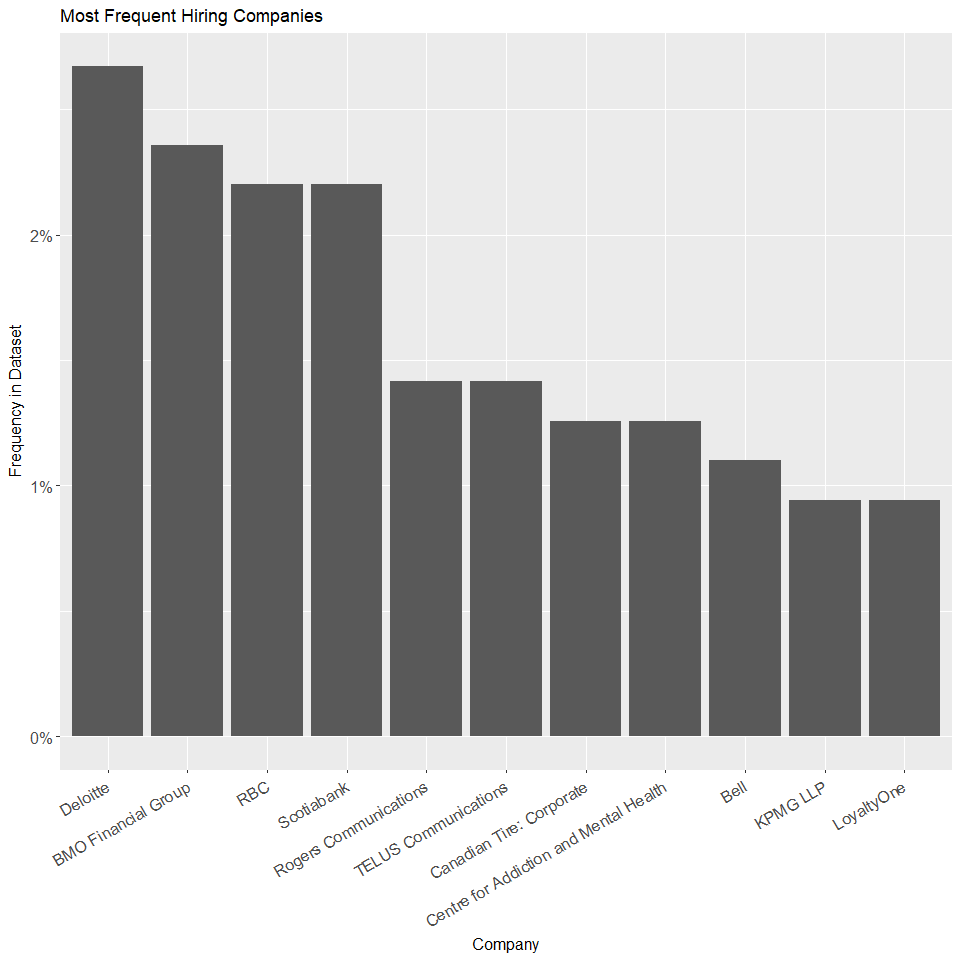 Most Frequent Hiring Companies
Frequency in Dataset
2%
1%
0%
Deloitte
BMO Financial Group
RBC
Scotiabank
Rogers Communications
TELUS Communications
Canadian Tire: Corporate
Centre for Addiction and Mental Health
Bell
KPMG LLP
LoyaltyOne
Company